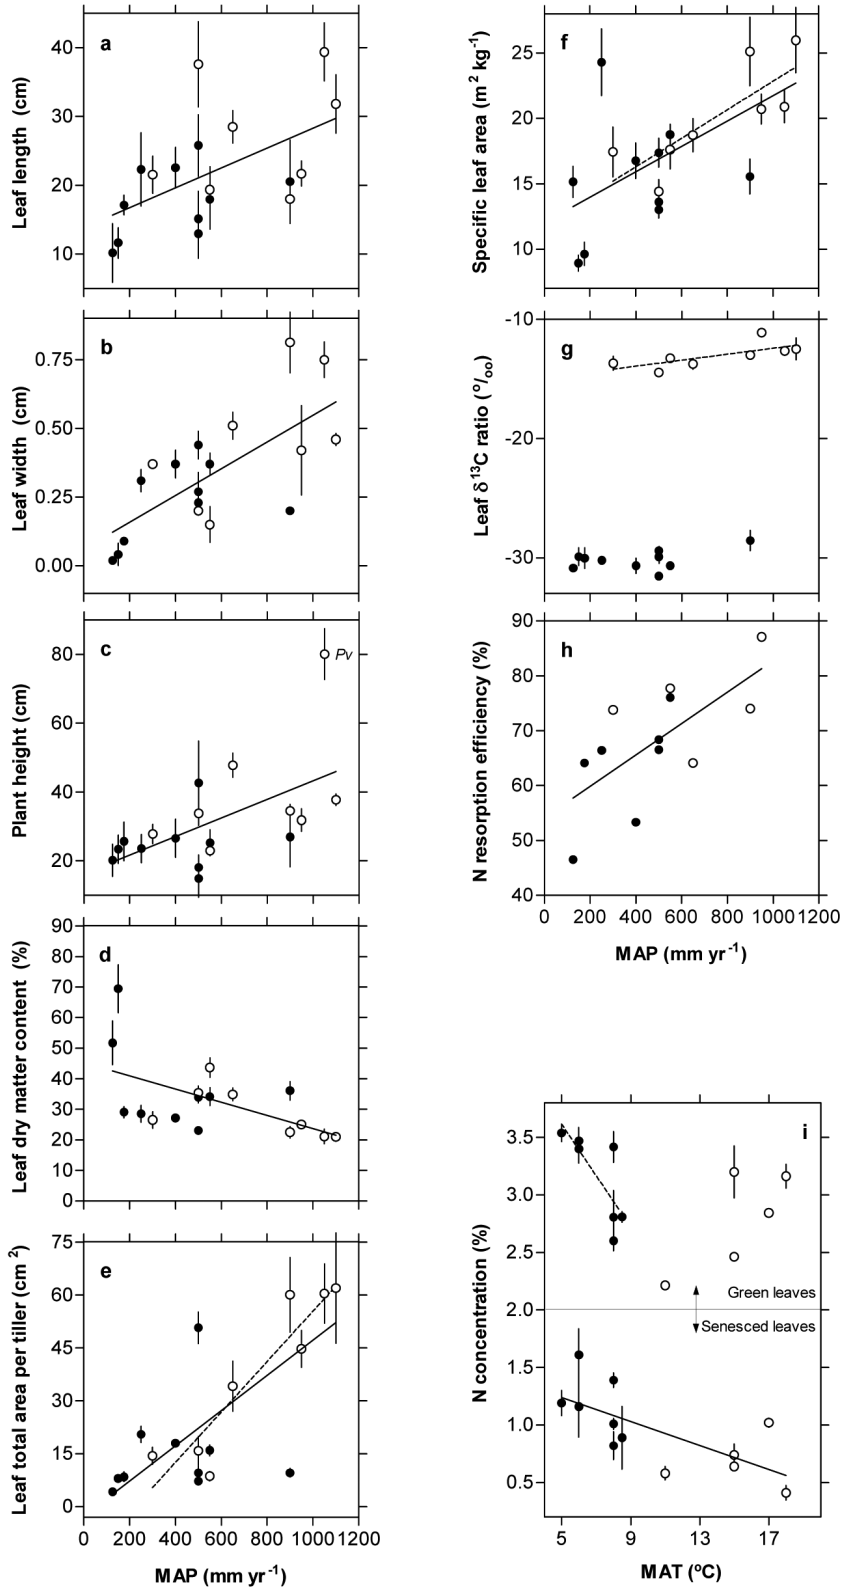 a
Leaf length (cm)
40
30
20
10
b
Leaf width (cm)
0.75
0.50
0.25
0.00
c
Plant height (cm)
80
60
40
20
Pv
d
Leaf dry matter content (%)
90
80
70
60
50
40
30
20
10
0
e
Leaf total area per tiller (cm²)
75
60
45
30
15
0
0 200 400 600 800 1000 1200
MAP (mm yr⁻¹)
f
Specific leaf area (m² kg⁻¹)
25
20
15
10
g
Leaf δ¹³C ratio (º/ₒₒ)
-10
-20
-30
h
N resorption efficiency (%)
90
80
70
60
50
40
0 200 400 600 800 1000 1200
MAP (mm yr⁻¹)
i
N concentration (%)
3.5
3.0
2.5
2.0
1.5
1.0
0.5
Green leaves
Senesced leaves
5 9 13 17
MAT (ºC)